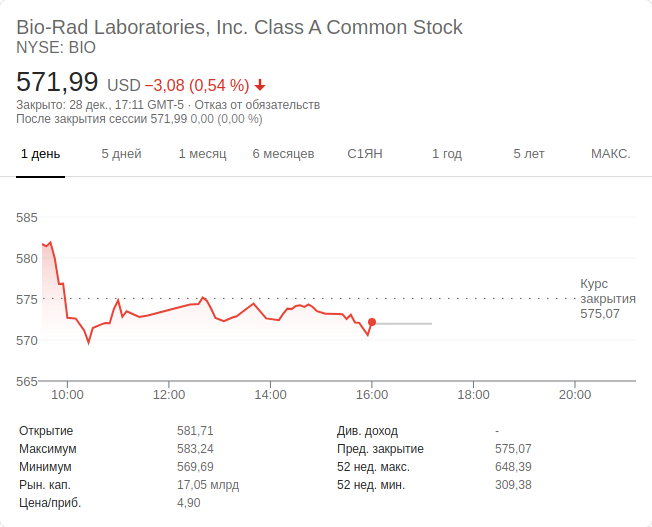 Bio-Rad Laboratories, Inc. Class A Common Stock
NYSE: BIO
571,99 USD −3,08 (0,54 %)
Закрыто: 28 дек., 17:11 GMT-5 · Отказ от обязательств
После закрытия сессии 571,99 0,00 (0,00 %)
1 день 5 дней 1 месяц 6 месяцев С1ЯН 1 год 5 лет МАКС.
585
580
575
570
565
Курс
закрытия
575,07
10:00 12:00 14:00 16:00 18:00 20:00
Открытие 581,71
Максимум 583,24
Минимум 569,69
Рын. кап. 17,05 млрд
Цена/приб. 4,90
Див. доход -
Пред. закрытие 575,07
52 нед. макс. 648,39
52 нед. мин. 309,38